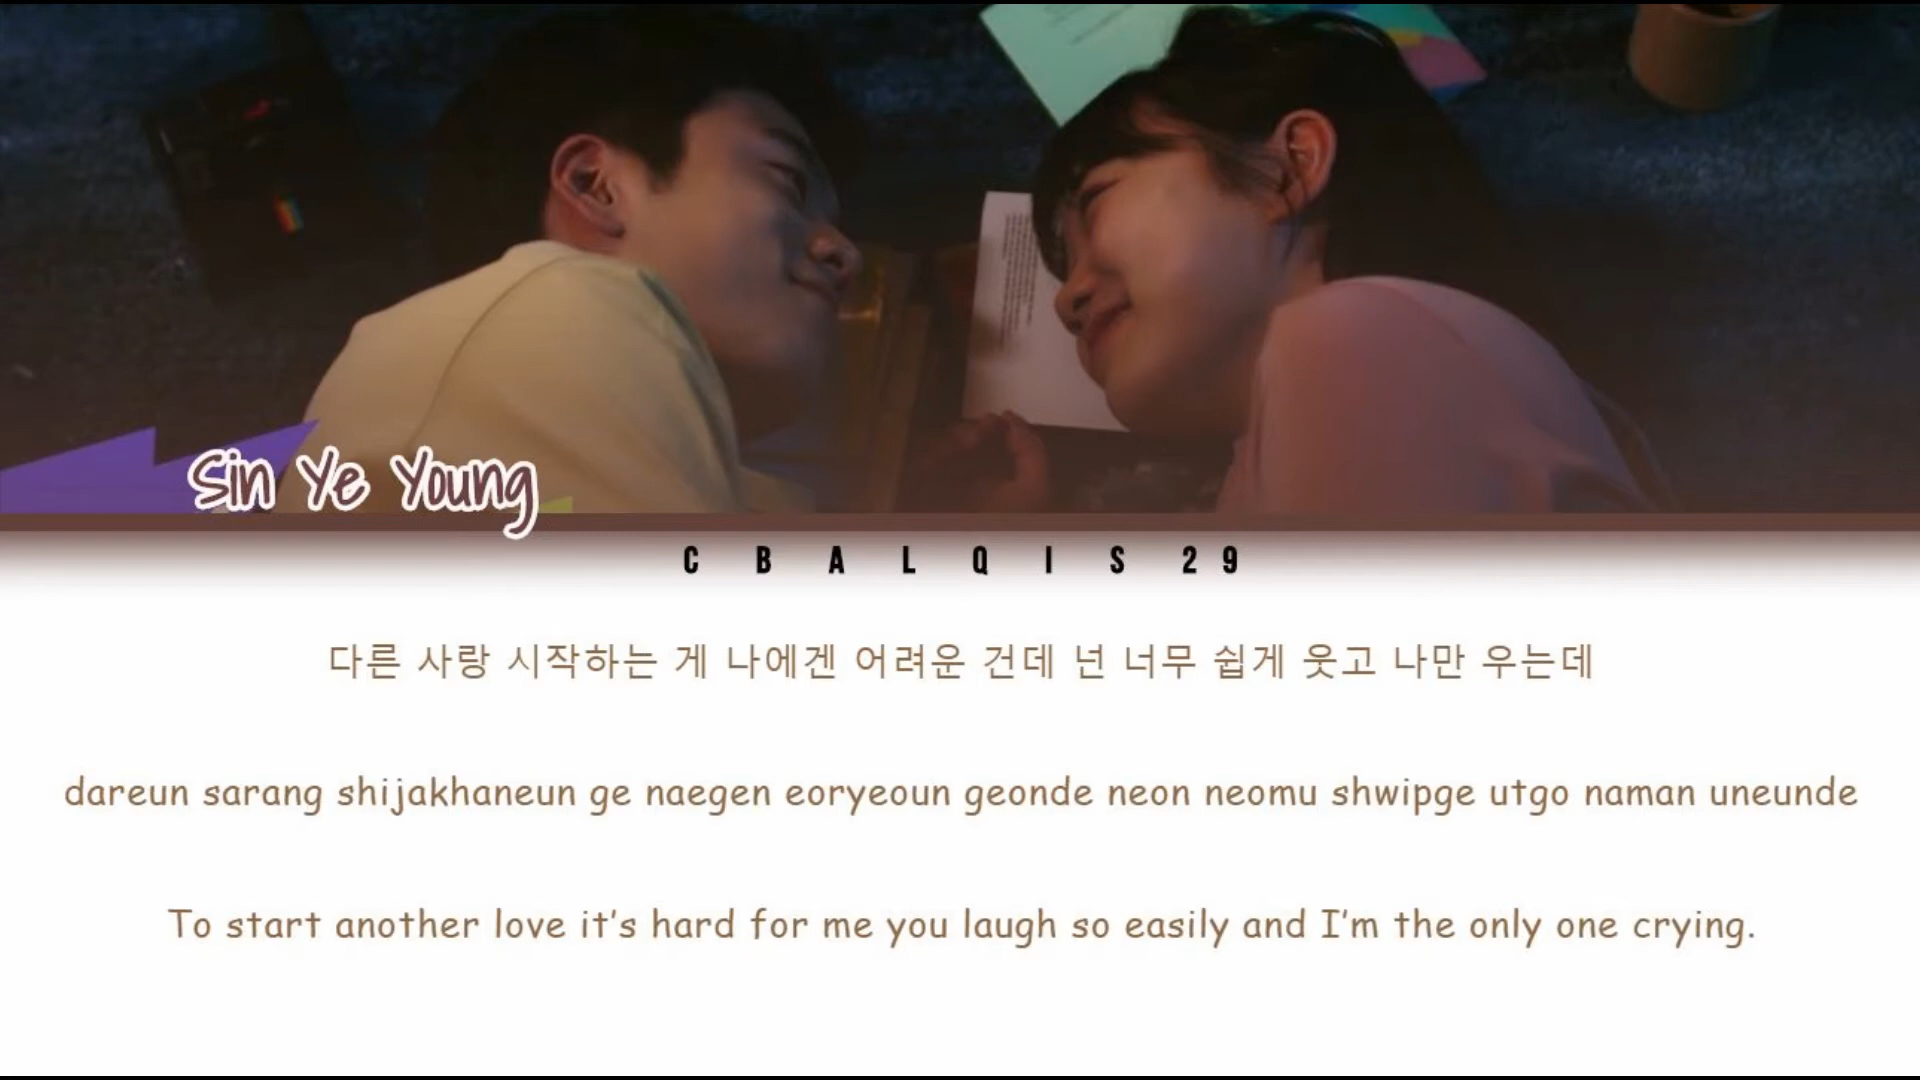 Sin Ye Young
CBALQIS29
다른 사랑 시작하는 게 나에겐 어려운 건데 넌 너무 쉽게 웃고 나만 우는데
dareun sarang shijakhaneun ge naegen eoryeoun geonde neon neomu shwipge utgo naman uneunde
To start another love it's hard for me you laugh so easily and I'm the only one crying.